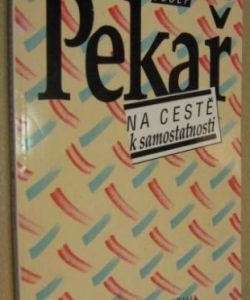 Pekař
NA CESTĚ
k samostatnosti